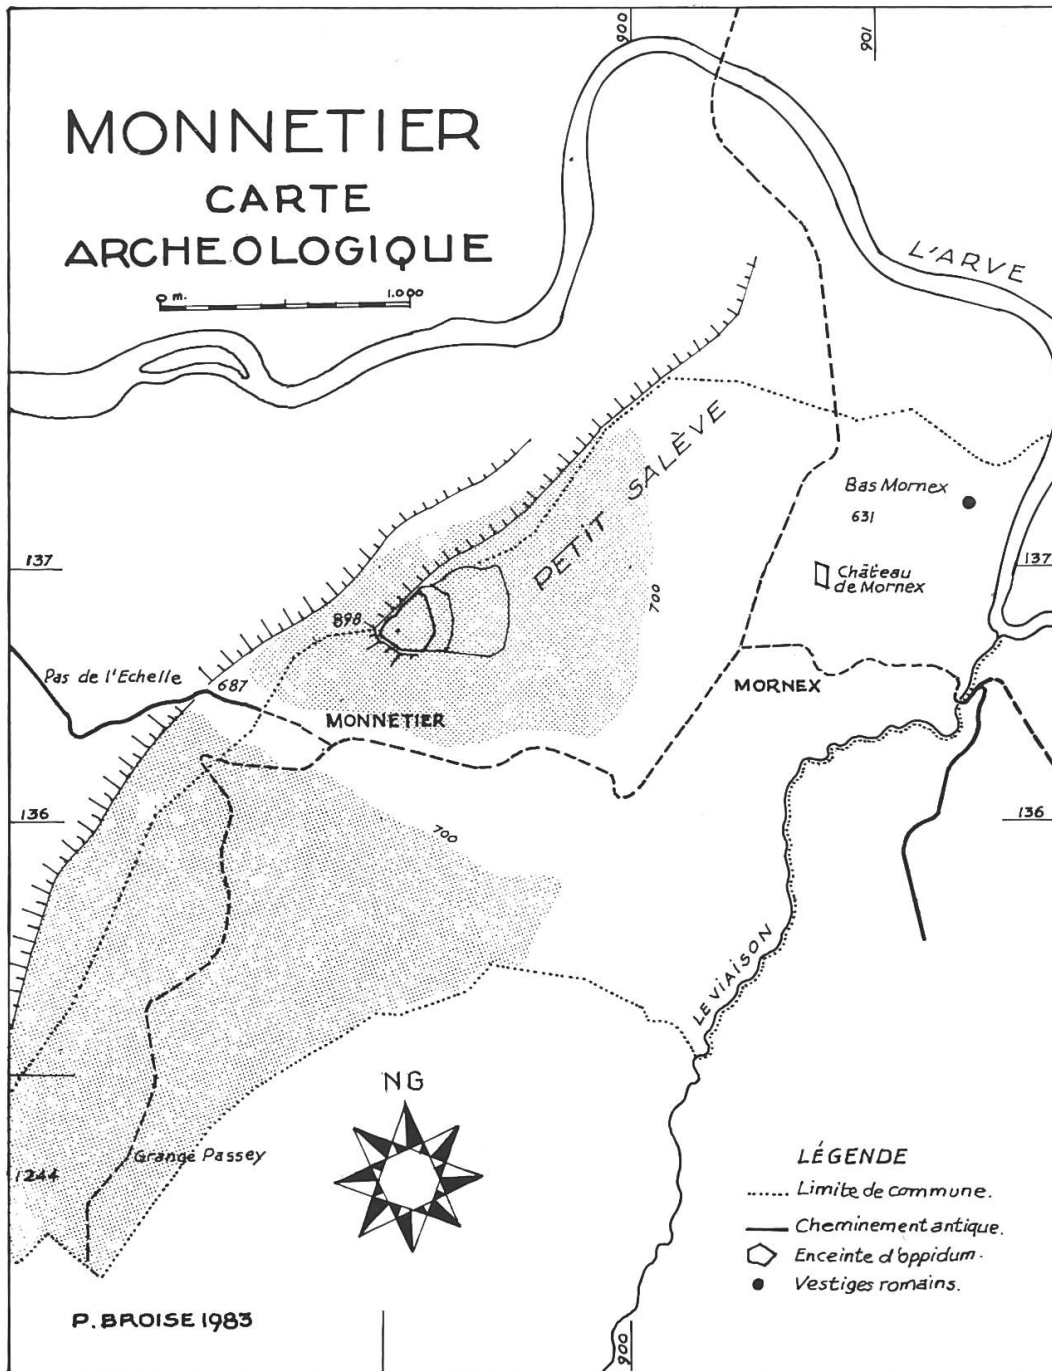 900
901
MONNETIER
CARTE
ARCHEOLOGIQUE
0 m. 1.000
L'ARVE
PETIT SALÈVE
Bas Mornex
631
137
137
Château
de Mornex
700
898
Pas de l'Echelle
687
MONNETIER
MORNEX
136
136
700
LE VIAISON
NG
Grange Passey
1244
LÉGENDE
Limite de commune.
Cheminement antique.
Enceinte d'oppidum.
Vestiges romains.
P. BROISE 1983
900